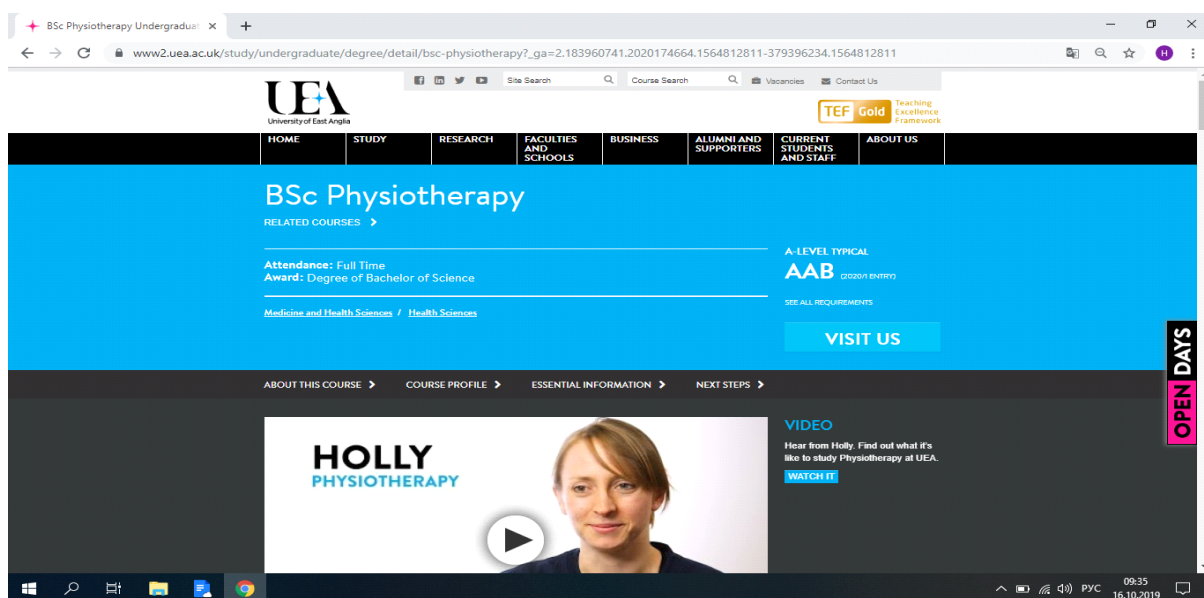 BSc Physiotherapy Undergraduat
www2.uea.ac.uk/study/undergraduate/degree/detail/bsc-physiotherapy?_ga=2.183960741.2020174664.1564812811-379396234.1564812811
H
Site Search
Course Search
Vacancies
Contact Us
UEA
University of East Anglia
TEF Gold
Teaching
Excellence
Framework
HOME
STUDY
RESEARCH
FACULTIES
AND
SCHOOLS
BUSINESS
ALUMNI AND
SUPPORTERS
CURRENT
STUDENTS
AND STAFF
ABOUT US
BSc Physiotherapy
RELATED COURSES
Attendance: Full Time
Award: Degree of Bachelor of Science
Medicine and Health Sciences / Health Sciences
A-LEVEL TYPICAL
AAB (2020/1 ENTRY)
SEE ALL REQUIREMENTS
VISIT US
OPEN DAYS
ABOUT THIS COURSE
COURSE PROFILE
ESSENTIAL INFORMATION
NEXT STEPS
HOLLY
PHYSIOTHERAPY
VIDEO
Hear from Holly. Find out what it's
like to study Physiotherapy at UEA.
WATCH IT
РУС
09:35
16.10.2019